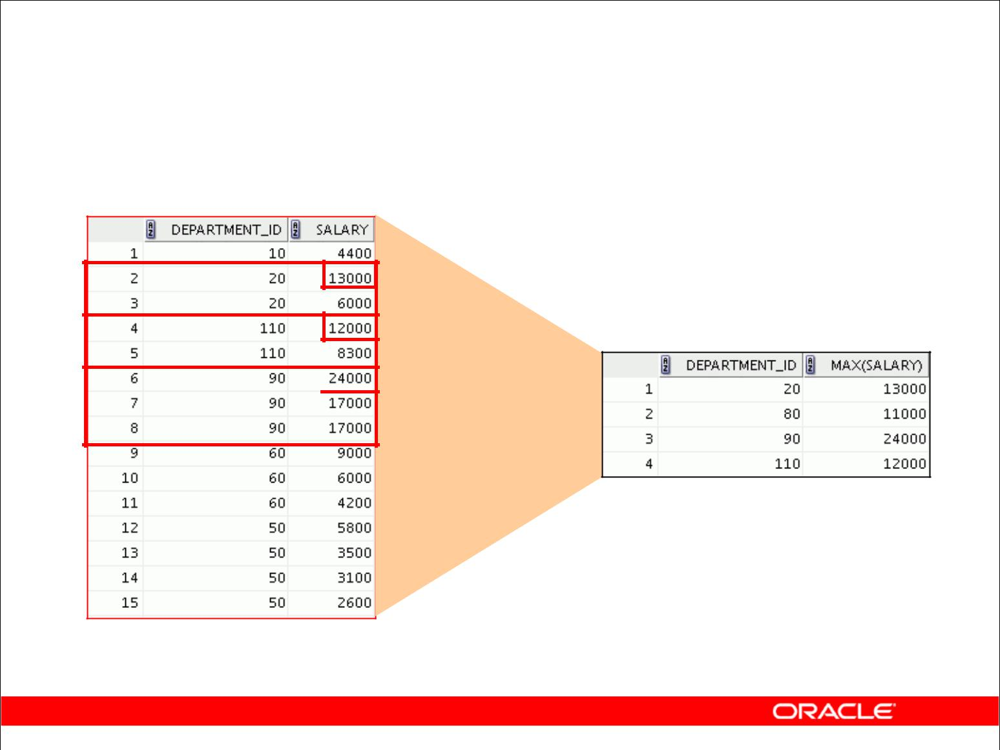 DEPARTMENT_ID SALARY
1 10 4400
2 20 13000
3 20 6000
4 110 12000
5 110 8300
6 90 24000
7 90 17000
8 90 17000
9 60 9000
10 60 6000
11 60 4200
12 50 5800
13 50 3500
14 50 3100
15 50 2600
DEPARTMENT_ID MAX(SALARY)
1 20 13000
2 80 11000
3 90 24000
4 110 12000
ORACLE